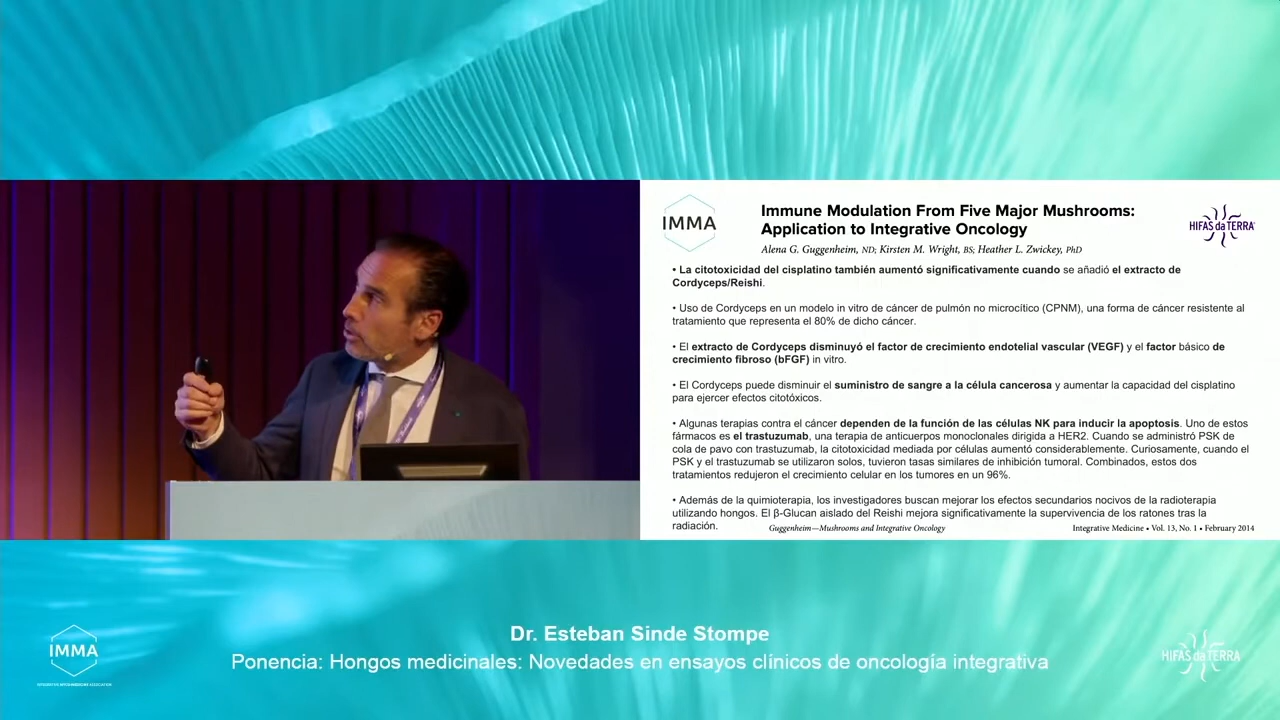 IMMA
Immune Modulation From Five Major Mushrooms:
Application to Integrative Oncology
HIFAS da TERRA
Alena G. Guggenheim, ND; Kirsten M. Wright, BS; Heather L. Zwickey, PhD
• La citotoxicidad del cisplatino también aumentó significativamente cuando se añadió el extracto de
Cordyceps/Reishi.
• Uso de Cordyceps en un modelo in vitro de cáncer de pulmón no microcítico (CPNM), una forma de cáncer resistente al
tratamiento que representa el 80% de dicho cáncer.
• El extracto de Cordyceps disminuyó el factor de crecimiento endotelial vascular (VEGF) y el factor básico de
crecimiento fibroso (bFGF) in vitro.
• El Cordyceps puede disminuir el suministro de sangre a la célula cancerosa y aumentar la capacidad del cisplatino
para ejercer efectos citotóxicos.
• Algunas terapias contra el cáncer dependen de la función de las células NK para inducir la apoptosis. Uno de estos
fármacos es el trastuzumab, una terapia de anticuerpos monoclonales dirigida a HER2. Cuando se administró PSK de
cola de pavo con trastuzumab, la citotoxicidad mediada por células aumentó considerablemente. Curiosamente, cuando el
PSK y el trastuzumab se utilizaron solos, tuvieron tasas similares de inhibición tumoral. Combinados, estos dos
tratamientos redujeron el crecimiento celular en los tumores en un 96%.
• Además de la quimioterapia, los investigadores buscan mejorar los efectos secundarios nocivos de la radioterapia
utilizando hongos. El β-Glucan aislado del Reishi mejora significativamente la supervivencia de los ratones tras la
radiación.
Guggenheim—Mushrooms and Integrative Oncology
Integrative Medicine • Vol. 13, No. 1 • February 2014
Dr. Esteban Sinde Stompe
Ponencia: Hongos medicinales: Novedades en ensayos clínicos de oncología integrativa
IMMA
INTEGRATIVE MYCO-MEDICINE ASSOCIATION
HIFAS da TERRA